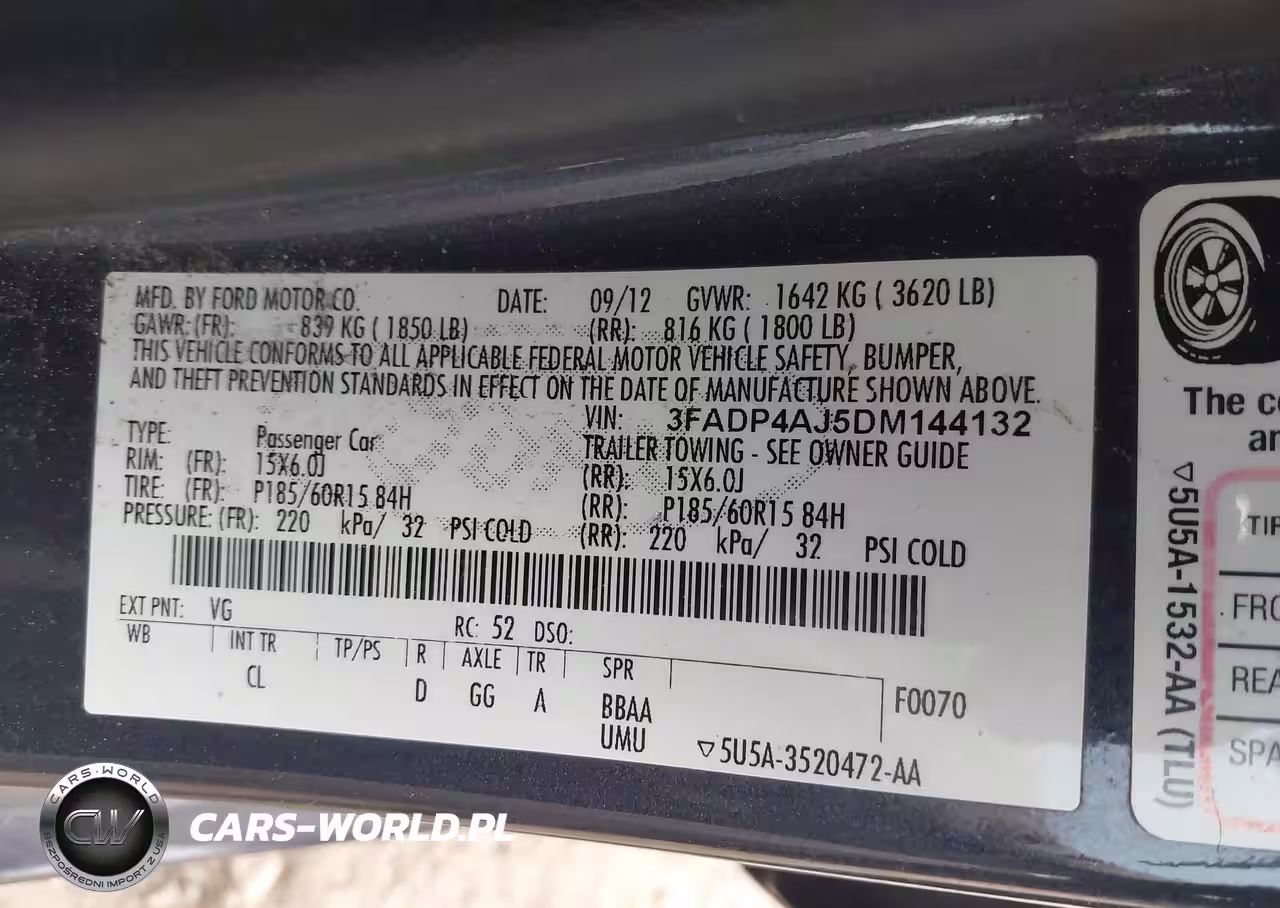 MFD. BY FORD MOTOR CO. DATE: 09/12 GVWR: 1642 KG ( 3620 LB)
GAWR: (FR): 839 KG ( 1850 LB) (RR): 816 KG ( 1800 LB)
THIS VEHICLE CONFORMS TO ALL APPLICABLE FEDERAL MOTOR VEHICLE SAFETY, BUMPER,
AND THEFT PREVENTION STANDARDS IN EFFECT ON THE DATE OF MANUFACTURE SHOWN ABOVE.
VIN: 3FADP4AJ5DM144132
TYPE: Passenger Car TRAILER TOWING - SEE OWNER GUIDE
RIM: (FR): 15X6.0J (RR): 15X6.0J
TIRE: (FR): P185/60R15 84H (RR): P185/60R15 84H
PRESSURE: (FR): 220 kPa/ 32 PSI COLD (RR): 220 kPa/ 32 PSI COLD
EXT PNT: VG RC: 52 DSO:
WB INT TR TP/PS R AXLE TR SPR
CL D GG A BBAA F0070
UMU ▽5U5A-3520472-AA
The
▽5U5A-1532-AA (TLU)
CARS-WORLD
CW
BEZPOŚREDNI IMPORT Z USA
CARS-WORLD.PL